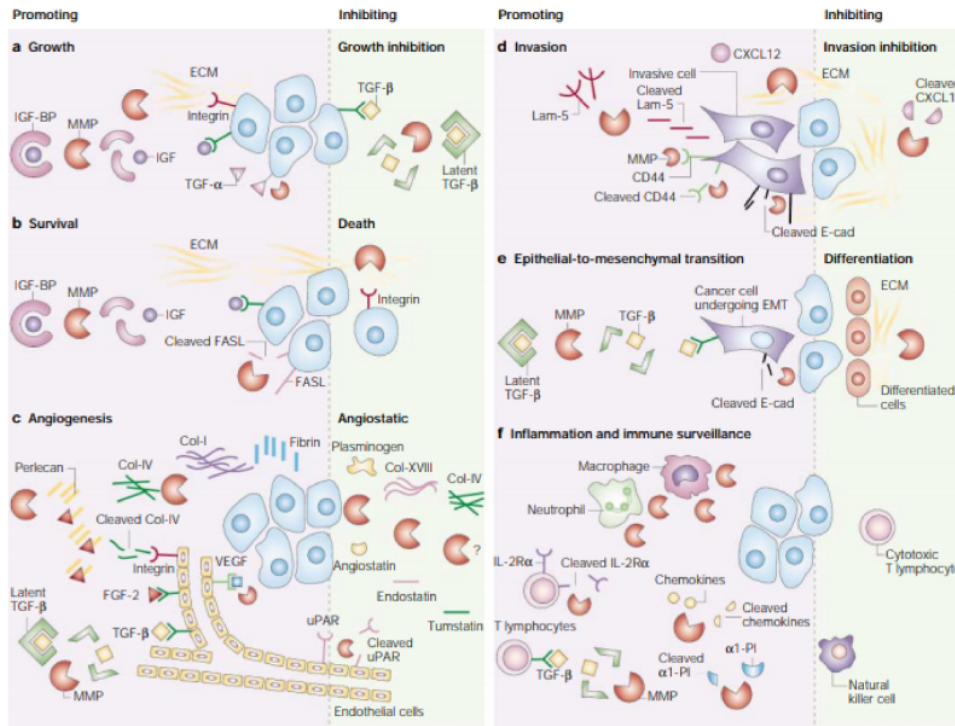 Promoting
Inhibiting
a Growth
Growth inhibition
ECM
TGF-β
Integrin
IGF-BP
MMP
IGF
TGF-α
Latent
TGF-β
b Survival
Death
ECM
IGF-BP
MMP
IGF
Integrin
Cleaved FASL
FASL
c Angiogenesis
Angiostatic
Col-I
Fibrin
Plasminogen
Perlecan
Col-IV
Col-XVIII
Col-IV
Cleaved Col-IV
Integrin
VEGF
?
Angiostatin
Latent
TGF-β
FGF-2
Endostatin
uPAR
Tumstatin
TGF-β
Cleaved
uPAR
MMP
Endothelial cells
Promoting
Inhibiting
d Invasion
Invasion inhibition
CXCL12
ECM
Invasive cell
Cleaved
Lam-5
Cleaved
CXCL1
Lam-5
MMP
CD44
Cleaved CD44
Cleaved E-cad
e Epithelial-to-mesenchymal transition
Differentiation
Cancer cell
undergoing EMT
ECM
MMP
TGF-β
Latent
TGF-β
Cleaved E-cad
Differentiated
cells
f Inflammation and immune surveillance
Macrophage
Neutrophil
IL-2Rα
Cleaved IL-2Rα
Chemokines
Cytotoxic
T lymphocyte
Cleaved
chemokines
T lymphocytes
α1-PI
Cleaved
α1-PI
TGF-β
MMP
Natural
killer cell